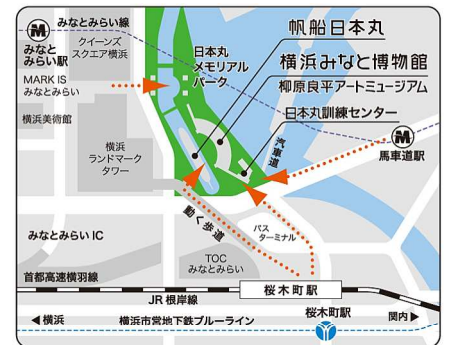 みなとみらい線
M
みなと
みらい駅
クイーンズ
スクエア横浜
日本丸
メモリアル
パーク
帆船日本丸
横浜みなと博物館
柳原良平アートミュージアム
日本丸訓練センター
MARK IS
みなとみらい
横浜美術館
横浜
ランドマーク
タワー
汽車道
M
馬車道駅
動く歩道
バス
ターミナル
みなとみらいIC
TOC
みなとみらい
首都高速横羽線
桜木町駅
JR 根岸線
桜木町駅
◀横浜
横浜市営地下鉄ブルーライン
関内▶